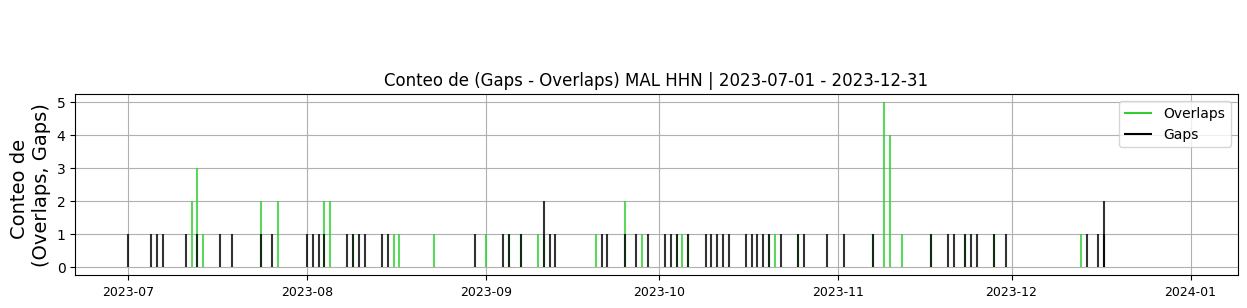 Conteo de (Gaps - Overlaps) MAL HHN | 2023-07-01 - 2023-12-31
Conteo de
(Overlaps, Gaps)
5
4
3
2
1
0
Overlaps
Gaps
2023-07
2023-08
2023-09
2023-10
2023-11
2023-12
2024-01